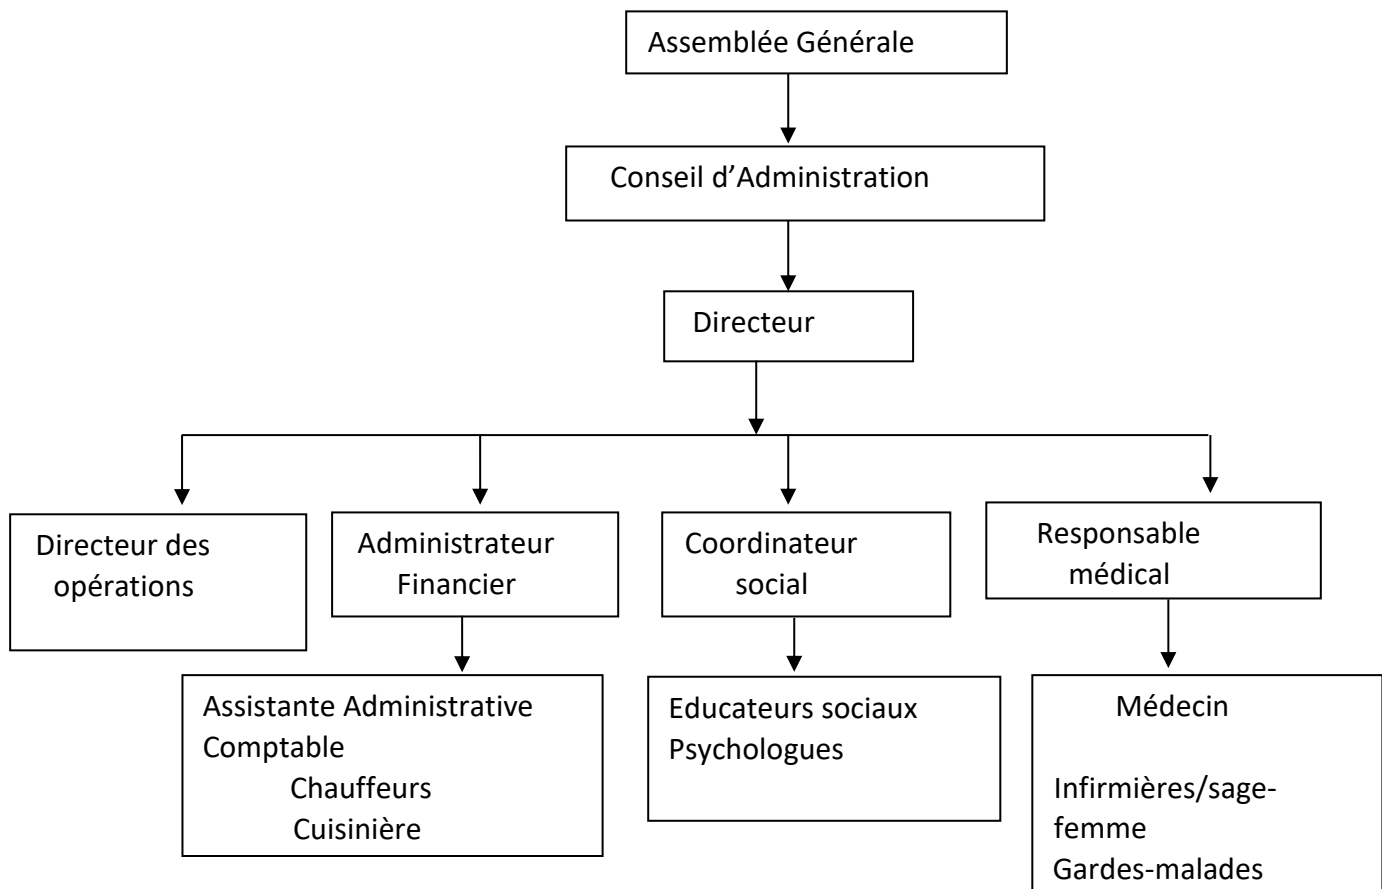 Assemblée Générale
Conseil d’Administration
Directeur
Directeur des
opérations
Administrateur
Financier
Coordinateur
social
Responsable
médical
Assistante Administrative
Comptable
Chauffeurs
Cuisinière
Educateurs sociaux
Psychologues
Médecin
Infirmières/sage-
femme
Gardes-malades